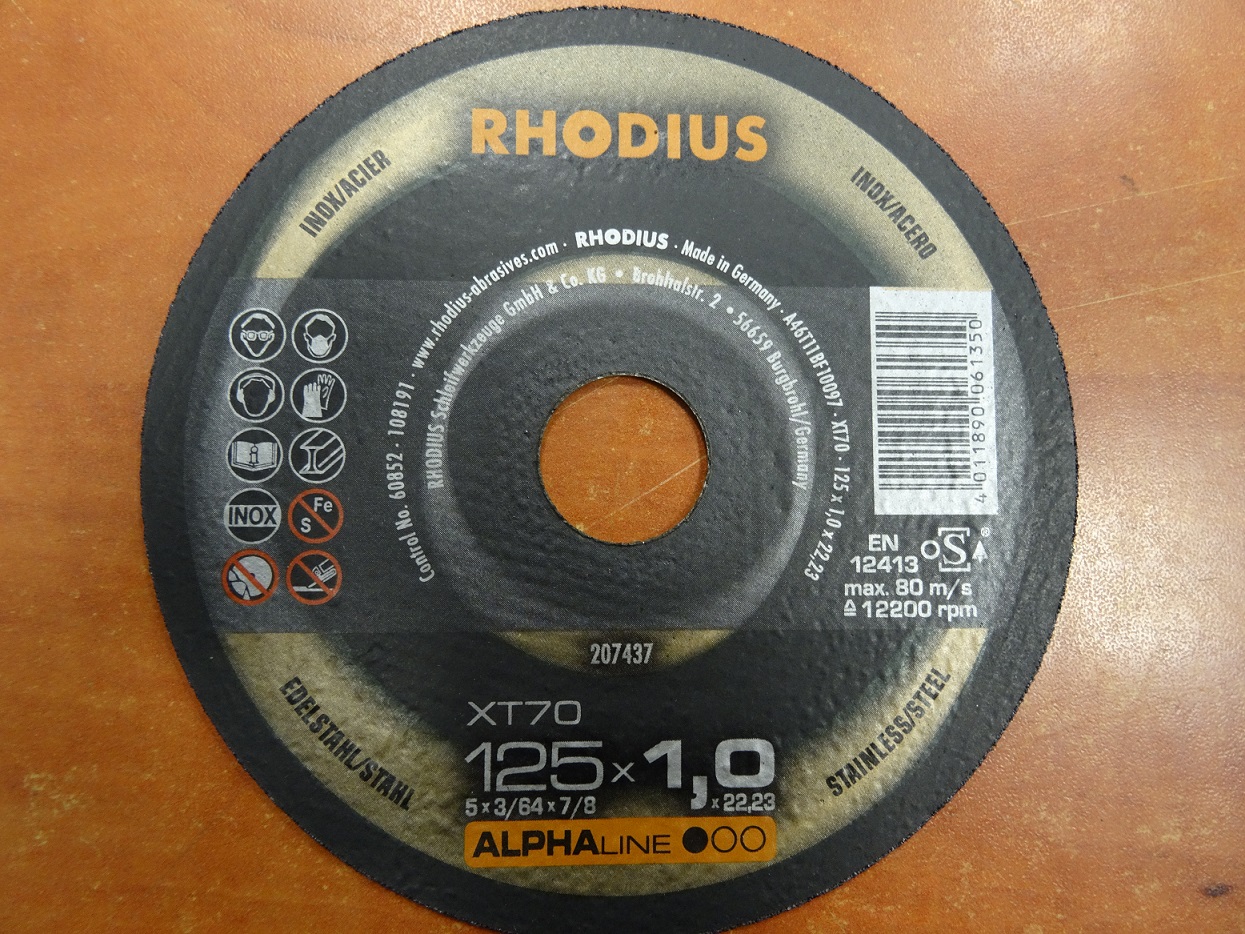 RHODIUS
INOX/ACIER
INOX/ACERO
Control No. 60852 · 108191 · www.rhodius-abrasives.com · RHODIUS · Made in Germany · A46T11BF10097 · XT70 · 125 x 1,0 x 22,23
RHODIUS Schleifwerkzeuge GmbH & Co. KG • Brohltalstr. 2 • 56659 Burgbrohl/Germany
INOX
S Fe
4 011890 061350
EN
12413
oS®
max. 80 m/s
≙ 12200 rpm
207437
EDELSTAHL/STAHL
STAINLESS/STEEL
XT70
125 x 1,0
5 x 3/64 x 7/8 x 22,23
ALPHALINE